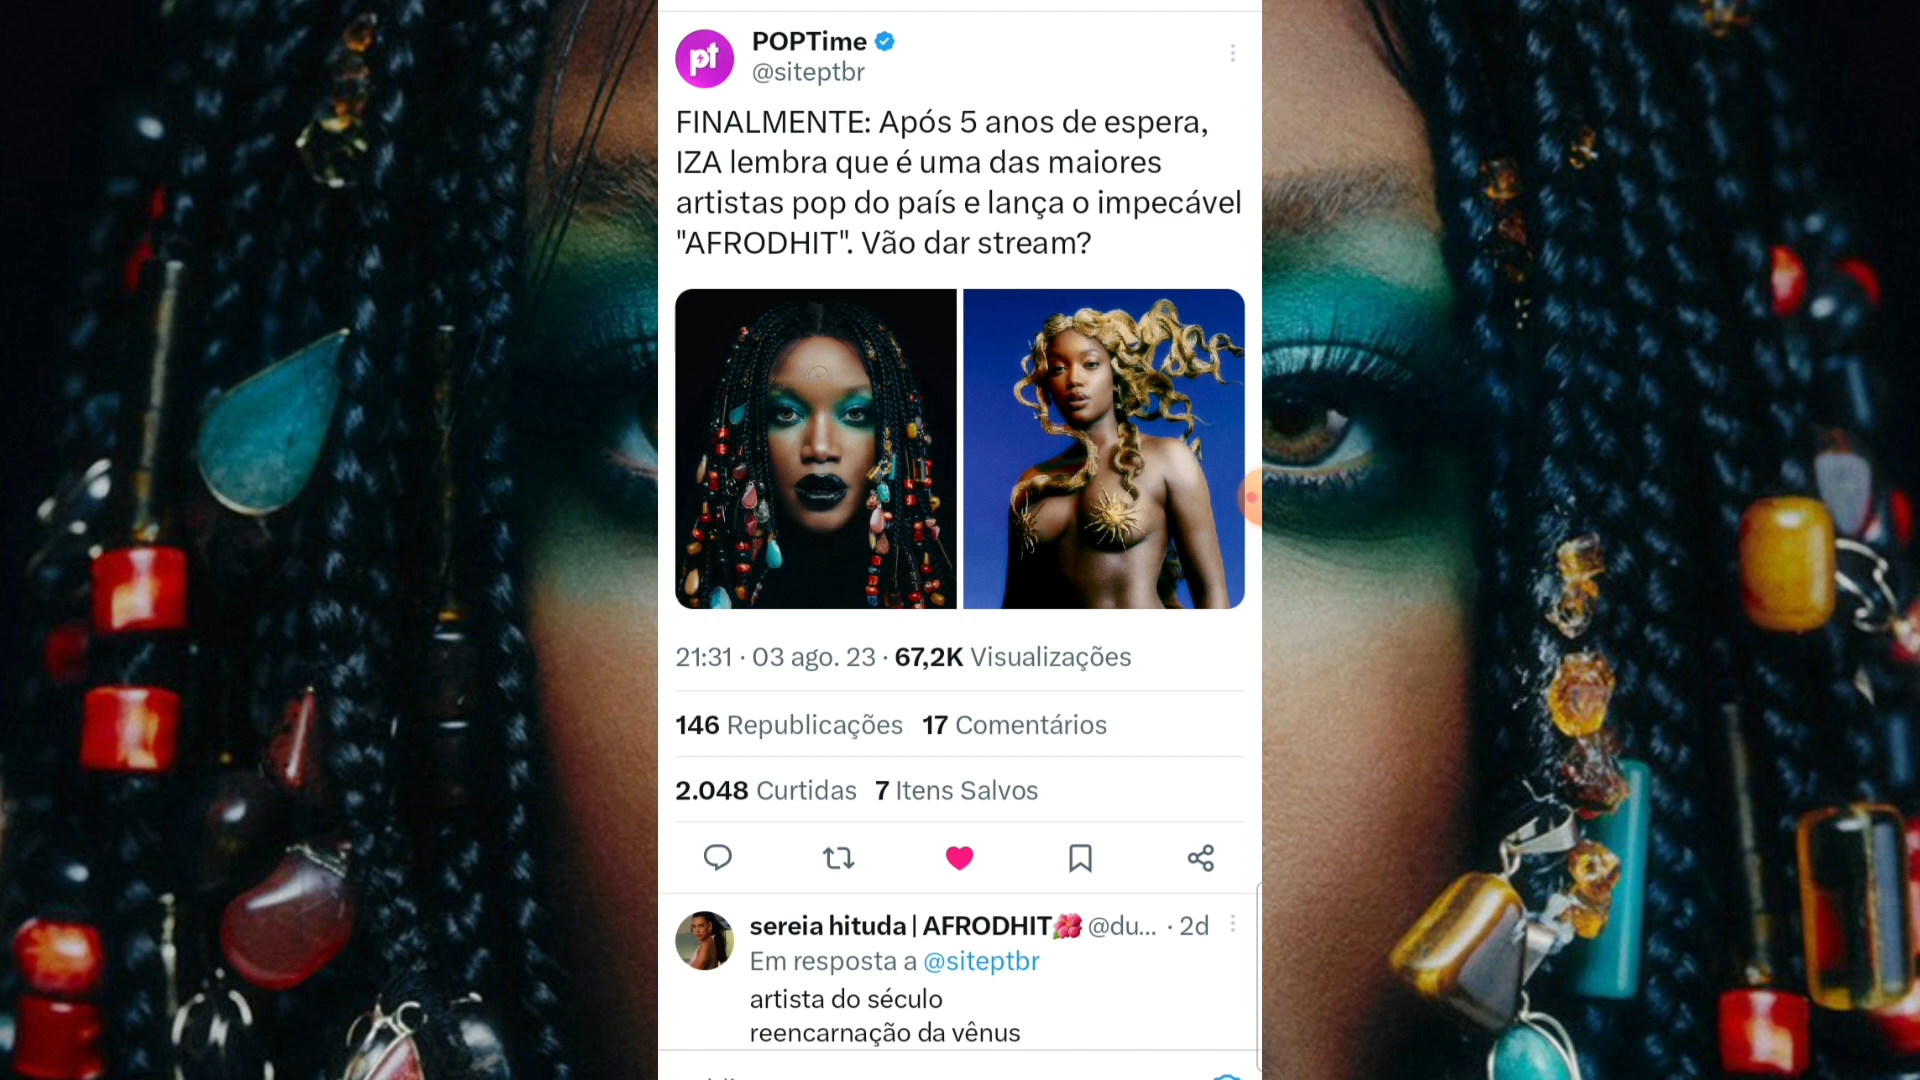 pt
POPTime
@siteptbr
FINALMENTE: Após 5 anos de espera,
IZA lembra que é uma das maiores
artistas pop do país e lança o impecável
"AFRODHIT". Vão dar stream?
21:31 · 03 ago. 23 · 67,2K Visualizações
146 Republicações 17 Comentários
2.048 Curtidas 7 Itens Salvos
sereia hituda | AFRODHIT🌺 @du... · 2d
Em resposta a @siteptbr
artista do século
reencarnação da vênus